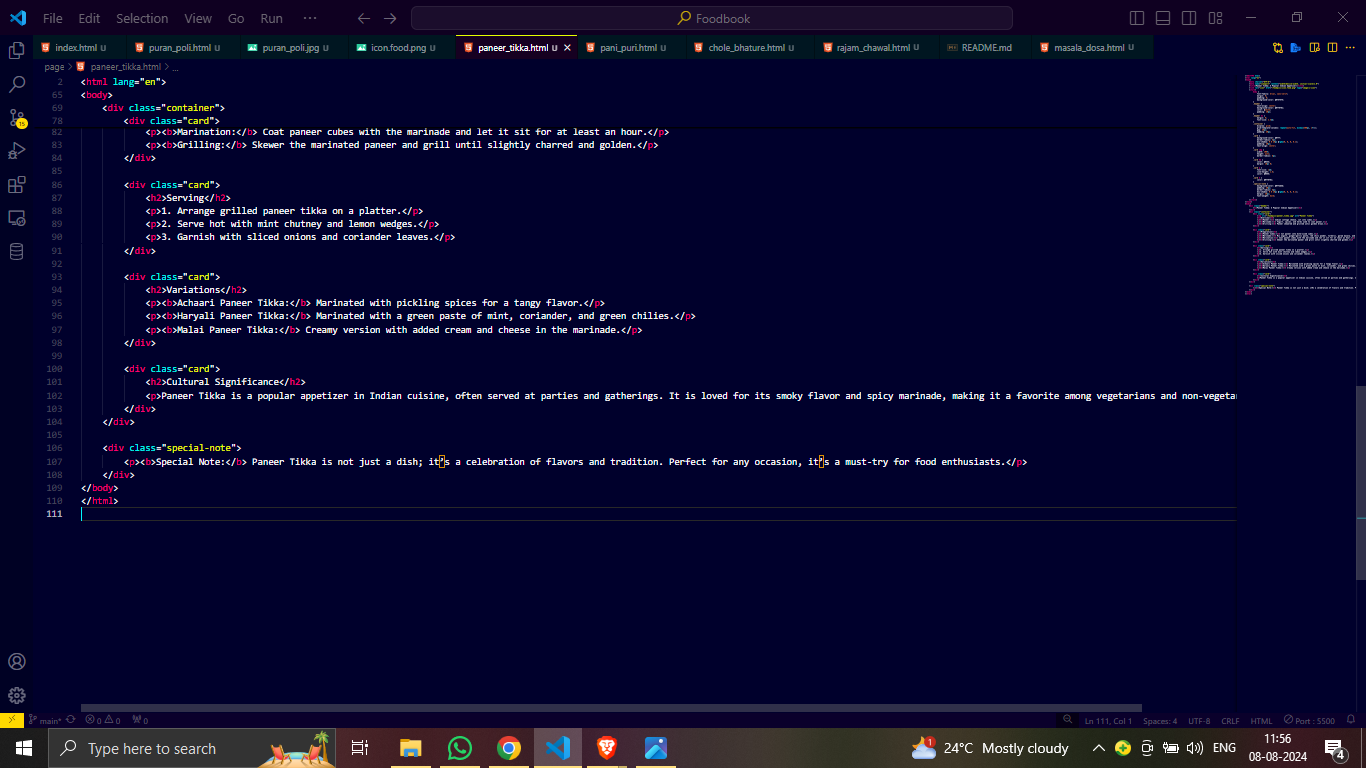 File Edit Selection View Go Run ··· Foodbook
index.html U puran_poli.html U puran_poli.jpg U icon.food.png U paneer_tikka.html U pani_puri.html U chole_bhature.html U rajam_chawal.html U README.md masala_dosa.html U
page > paneer_tikka.html > ...
2 <html lang="en">
65 <body>
69 <div class="container">
78 <div class="card">
82 <p><b>Marination:</b> Coat paneer cubes with the marinade and let it sit for at least an hour.</p>
83 <p><b>Grilling:</b> Skewer the marinated paneer and grill until slightly charred and golden.</p>
84 </div>
85
86 <div class="card">
87 <h2>Serving</h2>
88 <p>1. Arrange grilled paneer tikka on a platter.</p>
89 <p>2. Serve hot with mint chutney and lemon wedges.</p>
90 <p>3. Garnish with sliced onions and coriander leaves.</p>
91 </div>
92
93 <div class="card">
94 <h2>Variations</h2>
95 <p><b>Achaari Paneer Tikka:</b> Marinated with pickling spices for a tangy flavor.</p>
96 <p><b>Haryali Paneer Tikka:</b> Marinated with a green paste of mint, coriander, and green chilies.</p>
97 <p><b>Malai Paneer Tikka:</b> Creamy version with added cream and cheese in the marinade.</p>
98 </div>
99
100 <div class="card">
101 <h2>Cultural Significance</h2>
102 <p>Paneer Tikka is a popular appetizer in Indian cuisine, often served at parties and gatherings. It is loved for its smoky flavor and spicy marinade, making it a favorite among vegetarians and non-vegetar
103 </div>
104 </div>
105
106 <div class="special-note">
107 <p><b>Special Note:</b> Paneer Tikka is not just a dish; it’s a celebration of flavors and tradition. Perfect for any occasion, it’s a must-try for food enthusiasts.</p>
108 </div>
109 </body>
110 </html>
111
15
main* 0 0 0 Ln 111, Col 1 Spaces: 4 UTF-8 CRLF HTML Port : 5500
Type here to search 24°C Mostly cloudy ENG 11:56
08-08-2024 4
1